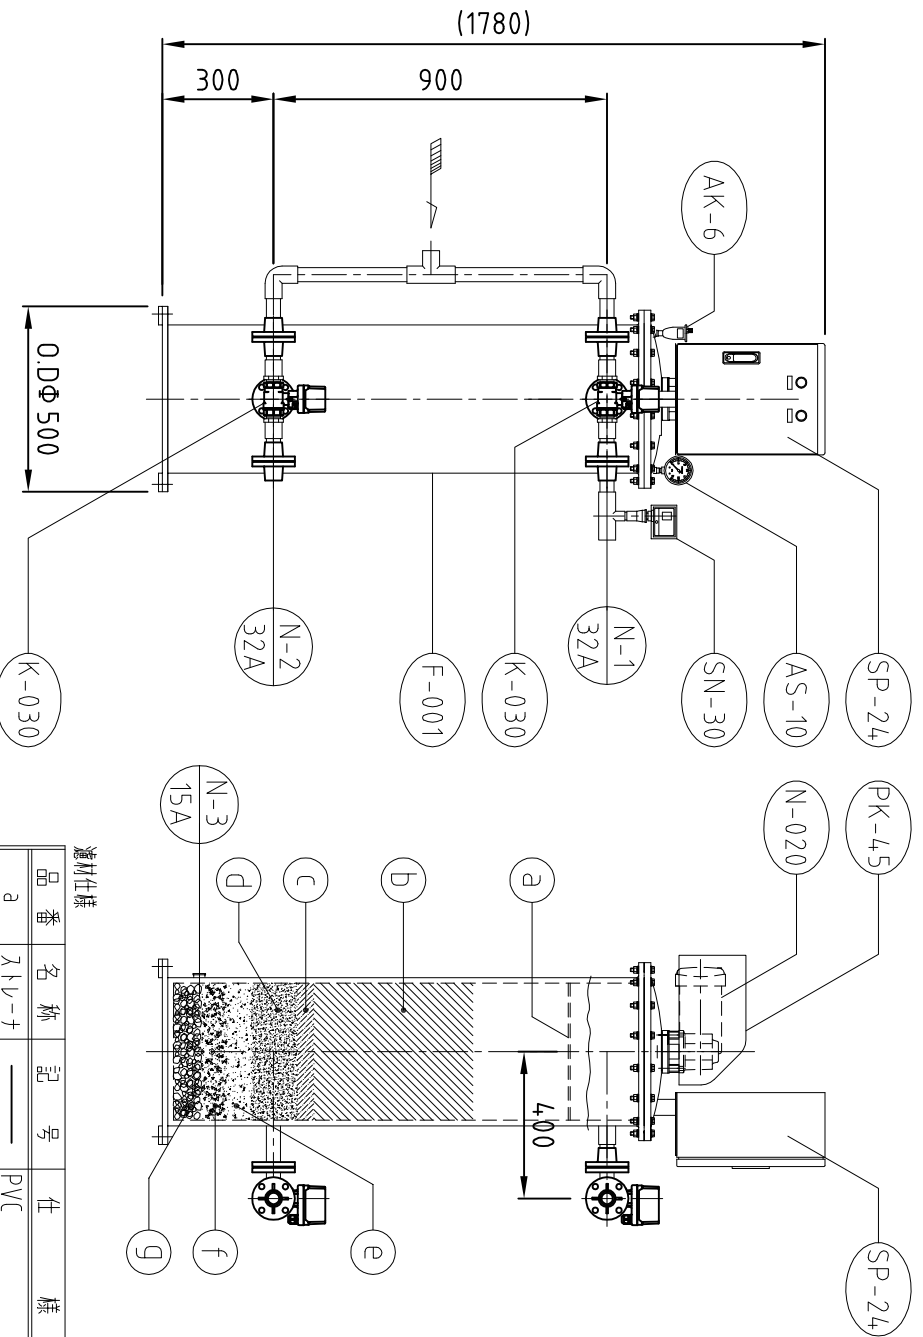 (1780)
300
900
O.DΦ 500
AK-6
SP-24
AS-10
SN-30
N-1
32A
K-030
F-001
N-2
32A
K-030
PK-45
N-020
SP-24
N-3
15A
400
a
b
c
d
e
f
g
濾材仕様
品 番 名 称 記 号 仕 様
a ストレーナ PVC